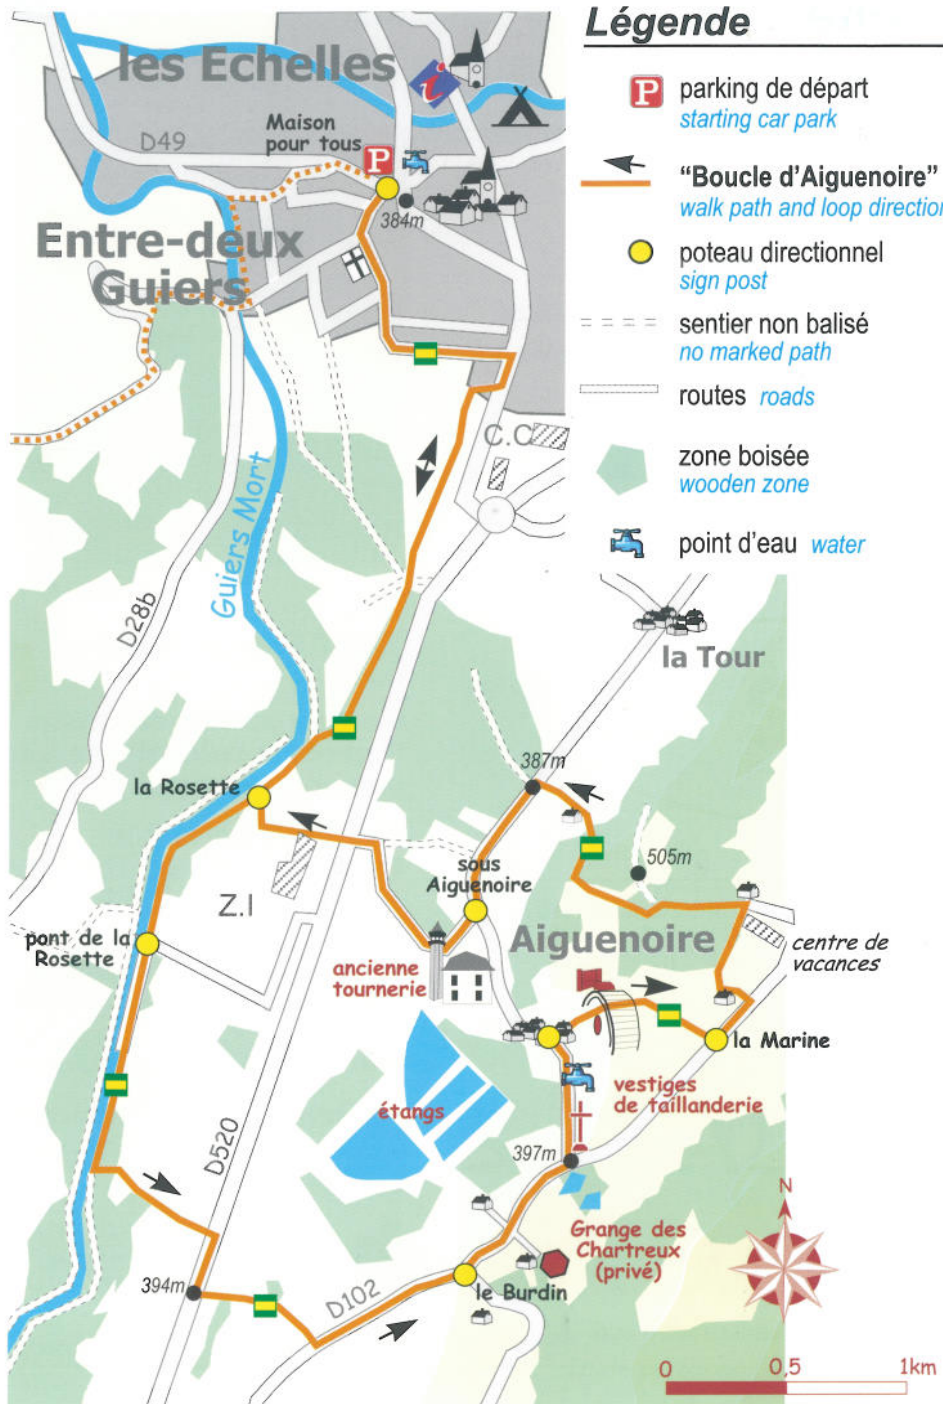 Légende
P
parking de départ
starting car park
"Boucle d'Aiguenoire"
walk path and loop direction
poteau directionnel
sign post
sentier non balisé
no marked path
routes roads
zone boisée
wooden zone
point d'eau water
les Echelles
i
D49
Maison
pour tous
P
384m
Entre-deux
Guiers
C.C
Guiers Mort
D28b
la Tour
387m
la Rosette
505m
sous
Aiguenoire
Z.I
pont de la
Rosette
Aiguenoire
centre de
vacances
ancienne
tournerie
la Marine
vestiges
de taillanderie
étangs
D520
397m
N
Grange des
Chartreux
(privé)
394m
D102
le Burdin
0 0,5 1km